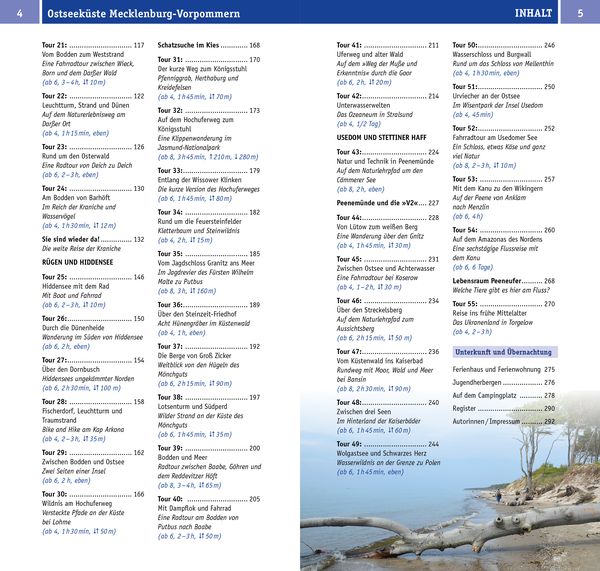 4 Ostseeküste Mecklenburg-Vorpommern
Tour 21: ............................... 117
Vom Bodden zum Weststrand
Eine Fahrradtour zwischen Wieck,
Born und dem Darßer Wald
(ab 6, 3 – 4 h, ⇵ 10 m)
Tour 22: ............................... 122
Leuchtturm, Strand und Dünen
Auf dem Naturerlebnisweg am
Darßer Ort
(ab 4, 1 h 15 min, eben)
Tour 23: ............................... 126
Rund um den Osterwald
Eine Radtour von Deich zu Deich
(ab 6, 2 – 3 h, eben)
Tour 24: ............................... 130
Am Bodden von Barhöft
Im Reich der Kraniche und
Wasservögel
(ab 4, 1 h 30 min, ⇵ 12 m)
Sie sind wieder da! ............... 132
Die weite Reise der Kraniche
RÜGEN UND HIDDENSEE
Tour 25: ............................... 146
Hiddensee mit dem Rad
Mit Boot und Fahrrad
(ab 6, 2 – 3 h, ⇵ 10 m)
Tour 26: ............................... 150
Durch die Dünenheide
Wanderung im Süden von Hiddensee
(ab 6, 2 h, eben)
Tour 27: ............................... 154
Über den Dornbusch
Hiddensees ungekämmter Norden
(ab 6, 2 h 30 min, ⇵ 100 m)
Tour 28: ............................... 158
Fischerdorf, Leuchtturm und
Traumstrand
Bike and Hike am Kap Arkona
(ab 4, 2 – 3 h, ⇵ 35 m)
Tour 29: ............................... 162
Zwischen Bodden und Ostsee
Zwei Seiten einer Insel
(ab 6, 2 h, eben)
Tour 30: ............................... 166
Wildnis am Hochuferweg
Versteckte Pfade an der Küste
bei Lohme
(ab 4, 1 h 30 min, ⇵ 50 m)
Schatzsuche im Kies ............. 168
Tour 31: ............................... 170
Der kurze Weg zum Königsstuhl
Pfenniggrab, Herthaburg und
Kreidefelsen
(ab 4, 1 h 45 min, ⇵ 70 m)
Tour 32: ............................... 173
Auf dem Hochuferweg zum
Königsstuhl
Eine Klippenwanderung im
Jasmund-Nationalpark
(ab 8, 3 h 45 min, ↑ 210 m, ↓ 280 m)
Tour 33: ............................... 179
Entlang der Wissower Klinken
Die kurze Version des Hochuferweges
(ab 6, 1 h 45 min, ⇵ 80 m)
Tour 34: ............................... 182
Rund um die Feuersteinfelder
Kletterbaum und Steinwildnis
(ab 4, 2 h, ⇵ 15 m)
Tour 35: ............................... 185
Vom Jagdschloss Granitz ans Meer
Im Jagdrevier des Fürsten Wilhelm
Malte zu Putbus
(ab 8, 3 h, ⇵ 160 m)
Tour 36: ............................... 189
Über den Steinzeit-Friedhof
Acht Hünengräber im Küstenwald
(ab 4, 1 h, eben)
Tour 37: ............................... 192
Die Berge von Groß Zicker
Weitblick von den Hügeln des
Mönchguts
(ab 6, 2 h 15 min, ⇵ 90 m)
Tour 38: ............................... 197
Lotsenturm und Südperd
Wilder Strand an der Küste des
Mönchguts
(ab 6, 1 h 45 min, ⇵ 35 m)
Tour 39: ............................... 200
Bodden und Meer
Radtour zwischen Baabe, Göhren und
dem Reddevitzer Höft
(ab 8, 3 – 4 h, ⇵ 65 m)
Tour 40: ............................... 205
Mit Dampflok und Fahrrad
Eine Radtour am Bodden von
Putbus nach Baabe
(ab 6, 2 – 3 h, ⇵ 50 m)
INHALT 5
Tour 41: ............................... 211
Uferweg und alter Wald
Auf dem »Weg der Muße und
Erkenntnis« durch die Goor
(ab 6, 2 h, ⇵ 20 m)
Tour 42: ............................... 214
Unterwasserwelten
Das Ozeaneum in Stralsund
(ab 4, 1/2 Tag)
USEDOM UND STETTINER HAFF
Tour 43: ............................... 224
Natur und Technik in Peenemünde
Auf dem Naturlehrpfad um den
Cämmerer See
(ab 8, 2 h, eben)
Peenemünde und die »V2« .... 227
Tour 44: ............................... 228
Von Lütow zum weißen Berg
Eine Wanderung über den Gnitz
(ab 4, 1 h 45 min, ⇵ 30 m)
Tour 45: ............................... 231
Zwischen Ostsee und Achterwasser
Eine Fahrradtour bei Koserow
(ab 4, 1 – 2 h, ⇵ 30 m)
Tour 46: ............................... 234
Über den Streckelsberg
Auf dem Naturlehrpfad zum
Aussichtsberg
(ab 6, 2 h 15 min, ⇵ 50 m)
Tour 47: ............................... 236
Vom Küstenwald ins Kaiserbad
Rundweg mit Moor, Wald und Meer
bei Bansin
(ab 8, 2 h 30 min, ⇵ 90 m)
Tour 48: ............................... 240
Zwischen drei Seen
Im Hinterland der Kaiserbäder
(ab 6, 1 h 45 min, ⇵ 60 m)
Tour 49: ............................... 244
Wolgastsee und Schwarzes Herz
Wasserwildnis an der Grenze zu Polen
(ab 6, 1 h 45 min, eben)
Tour 50: ............................... 246
Wasserschloss und Burgwall
Rund um das Schloss von Mellenthin
(ab 4, 1 h 30 min, eben)
Tour 51: ............................... 250
Urviecher an der Ostsee
Im Wisentpark der Insel Usedom
(ab 4, 45 min)
Tour 52: ............................... 252
Fahrradtour am Usedomer See
Ein Schloss, etwas Käse und ganz
viel Natur
(ab 8, 2 – 3 h, ⇵ 10 m)
Tour 53: ............................... 257
Mit dem Kanu zu den Wikingern
Auf der Peene von Anklam
nach Menzlin
(ab 6, 4 h)
Tour 54: ............................... 260
Auf dem Amazonas des Nordens
Eine sechstägige Flussreise mit
dem Kanu
(ab 6, 6 Tage)
Lebensraum Peeneufer .......... 268
Welche Tiere gibt es hier am Fluss?
Tour 55: ............................... 270
Reise ins frühe Mittelalter
Das Ukranenland in Torgelow
(ab 4, 2 – 3 h)
Unterkunft und Übernachtung
Ferienhaus und Ferienwohnung 275
Jugendherbergen ................... 276
Auf dem Campingplatz ........... 278
Register ............................... 290
Autorinnen / Impressum ......... 292